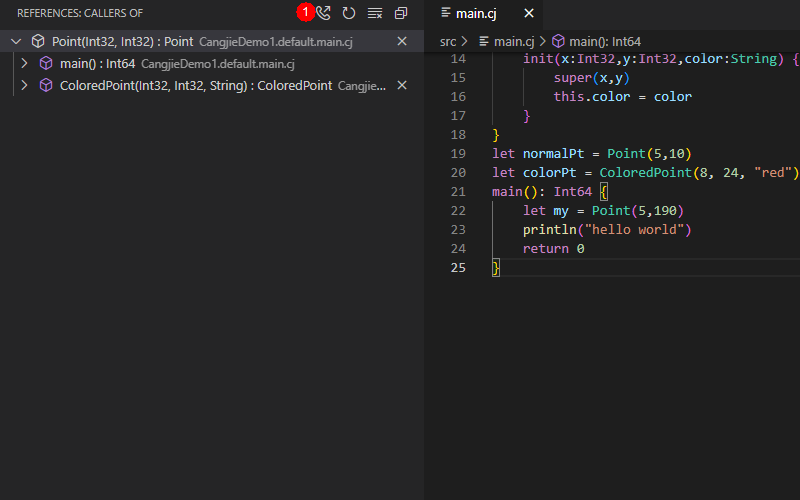 REFERENCES: CALLERS OF
1
Point(Int32, Int32) : Point CangjieDemo1.default.main.cj
main() : Int64 CangjieDemo1.default.main.cj
ColoredPoint(Int32, Int32, String) : ColoredPoint Cangjie...
main.cj
src > main.cj > main(): Int64
14 init(x:Int32,y:Int32,color:String) {
15 super(x,y)
16 this.color = color
17 }
18 }
19 let normalPt = Point(5,10)
20 let colorPt = ColoredPoint(8, 24, "red")
21 main(): Int64 {
22 let my = Point(5,190)
23 println("hello world")
24 return 0
25 }